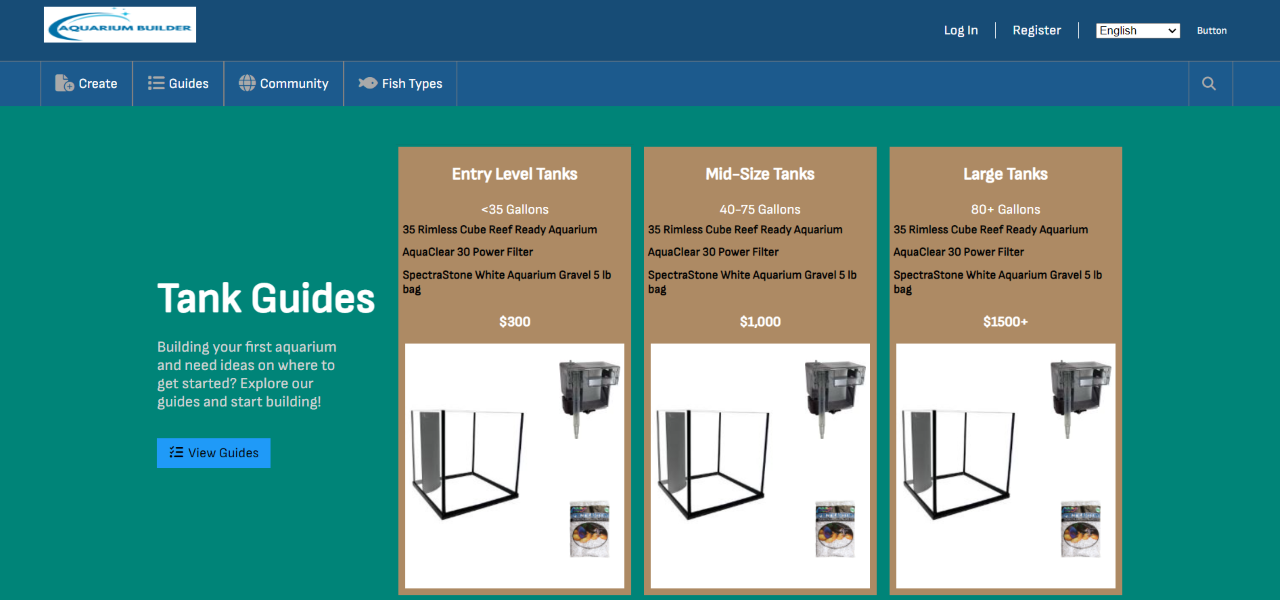 AQUARIUM BUILDER
Log In
Register
English
Button
Create
Guides
Community
Fish Types
Tank Guides
Building your first aquarium
and need ideas on where to
get started? Explore our
guides and start building!
View Guides
Entry Level Tanks
<35 Gallons
35 Rimless Cube Reef Ready Aquarium
AquaClear 30 Power Filter
SpectraStone White Aquarium Gravel 5 lb
bag
$300
Mid-Size Tanks
40-75 Gallons
35 Rimless Cube Reef Ready Aquarium
AquaClear 30 Power Filter
SpectraStone White Aquarium Gravel 5 lb
bag
$1,000
Large Tanks
80+ Gallons
35 Rimless Cube Reef Ready Aquarium
AquaClear 30 Power Filter
SpectraStone White Aquarium Gravel 5 lb
bag
$1500+